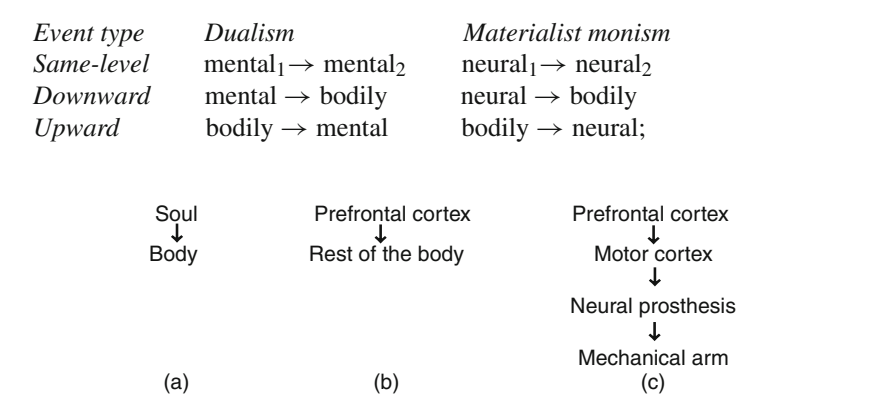 Event type Dualism Materialist monism
Same-level mental₁→ mental₂ neural₁→ neural₂
Downward mental → bodily neural → bodily
Upward bodily → mental bodily → neural;
Soul Prefrontal cortex Prefrontal cortex
↓ ↓ ↓
Body Rest of the body Motor cortex
↓
Neural prosthesis
↓
Mechanical arm
(a) (b) (c)